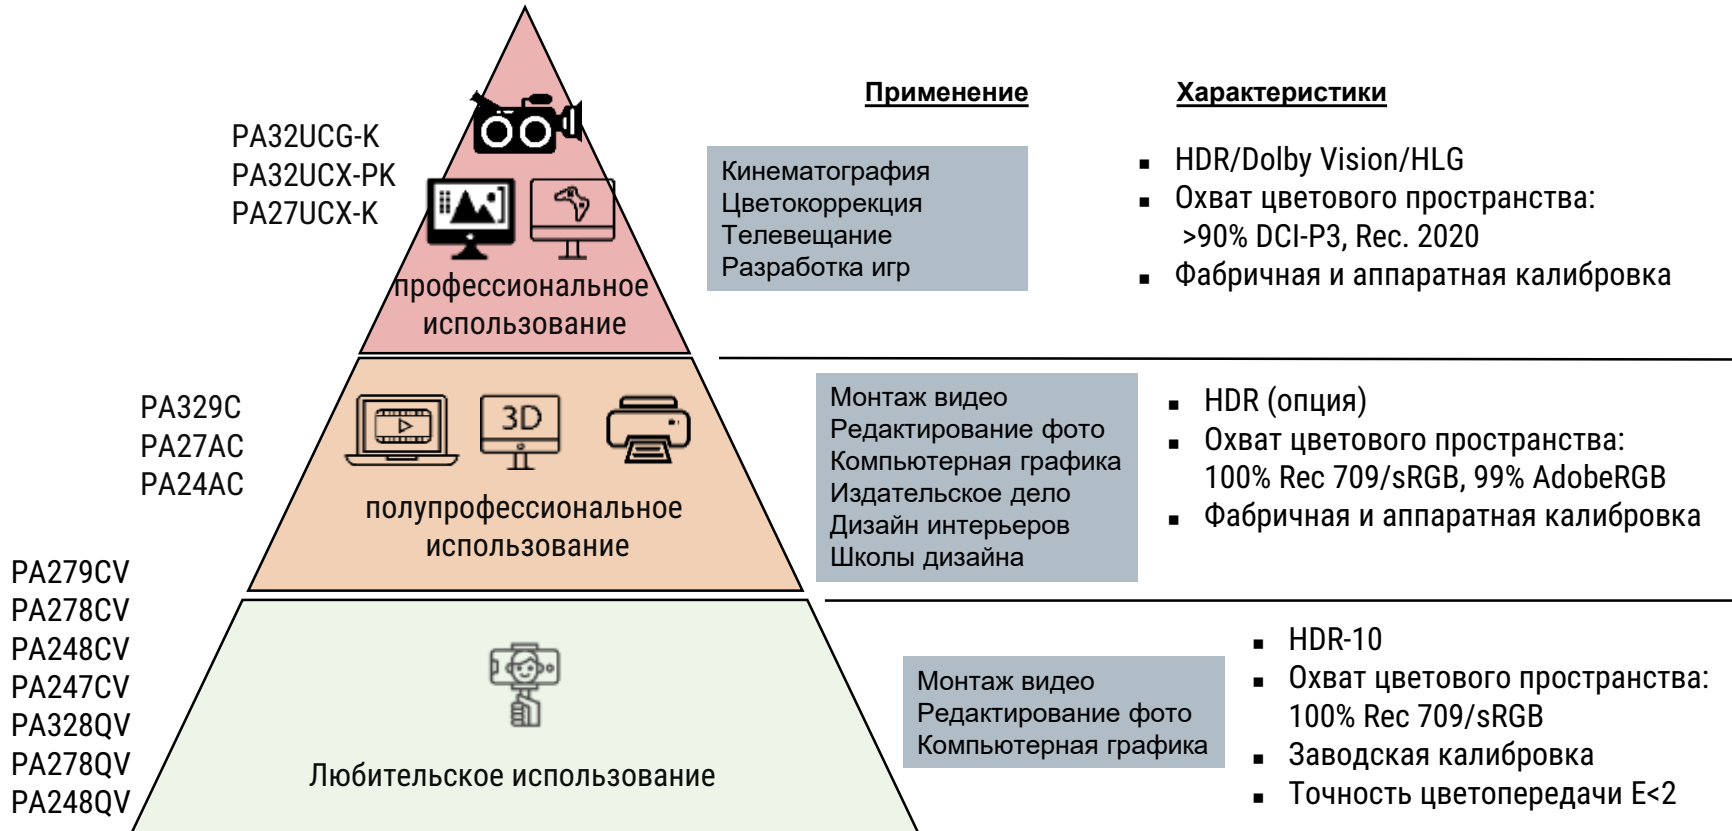 Применение
Характеристики
PA32UCG-K
PA32UCX-PK
PA27UCX-K
профессиональное
использование
Кинематография
Цветокоррекция
Телевещание
Разработка игр
▪ HDR/Dolby Vision/HLG
▪ Охват цветового пространства:
>90% DCI-P3, Rec. 2020
▪ Фабричная и аппаратная калибровка
PA329C
PA27AC
PA24AC
3D
полупрофессиональное
использование
Монтаж видео
Редактирование фото
Компьютерная графика
Издательское дело
Дизайн интерьеров
Школы дизайна
▪ HDR (опция)
▪ Охват цветового пространства:
100% Rec 709/sRGB, 99% AdobeRGB
▪ Фабричная и аппаратная калибровка
PA279CV
PA278CV
PA248CV
PA247CV
PA328QV
PA278QV
PA248QV
Любительское использование
Монтаж видео
Редактирование фото
Компьютерная графика
▪ HDR-10
▪ Охват цветового пространства:
100% Rec 709/sRGB
▪ Заводская калибровка
▪ Точность цветопередачи E<2